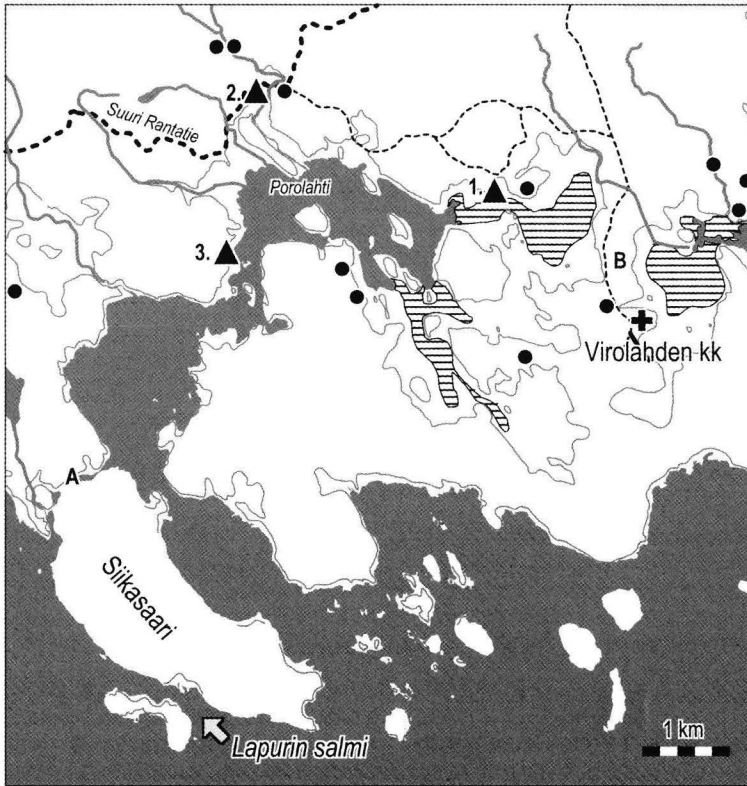 2.
Suuri Rantatie
Porolahti
1.
3.
B
Virolahden kk
A
Siikasaari
Lapurin salmi
1 km